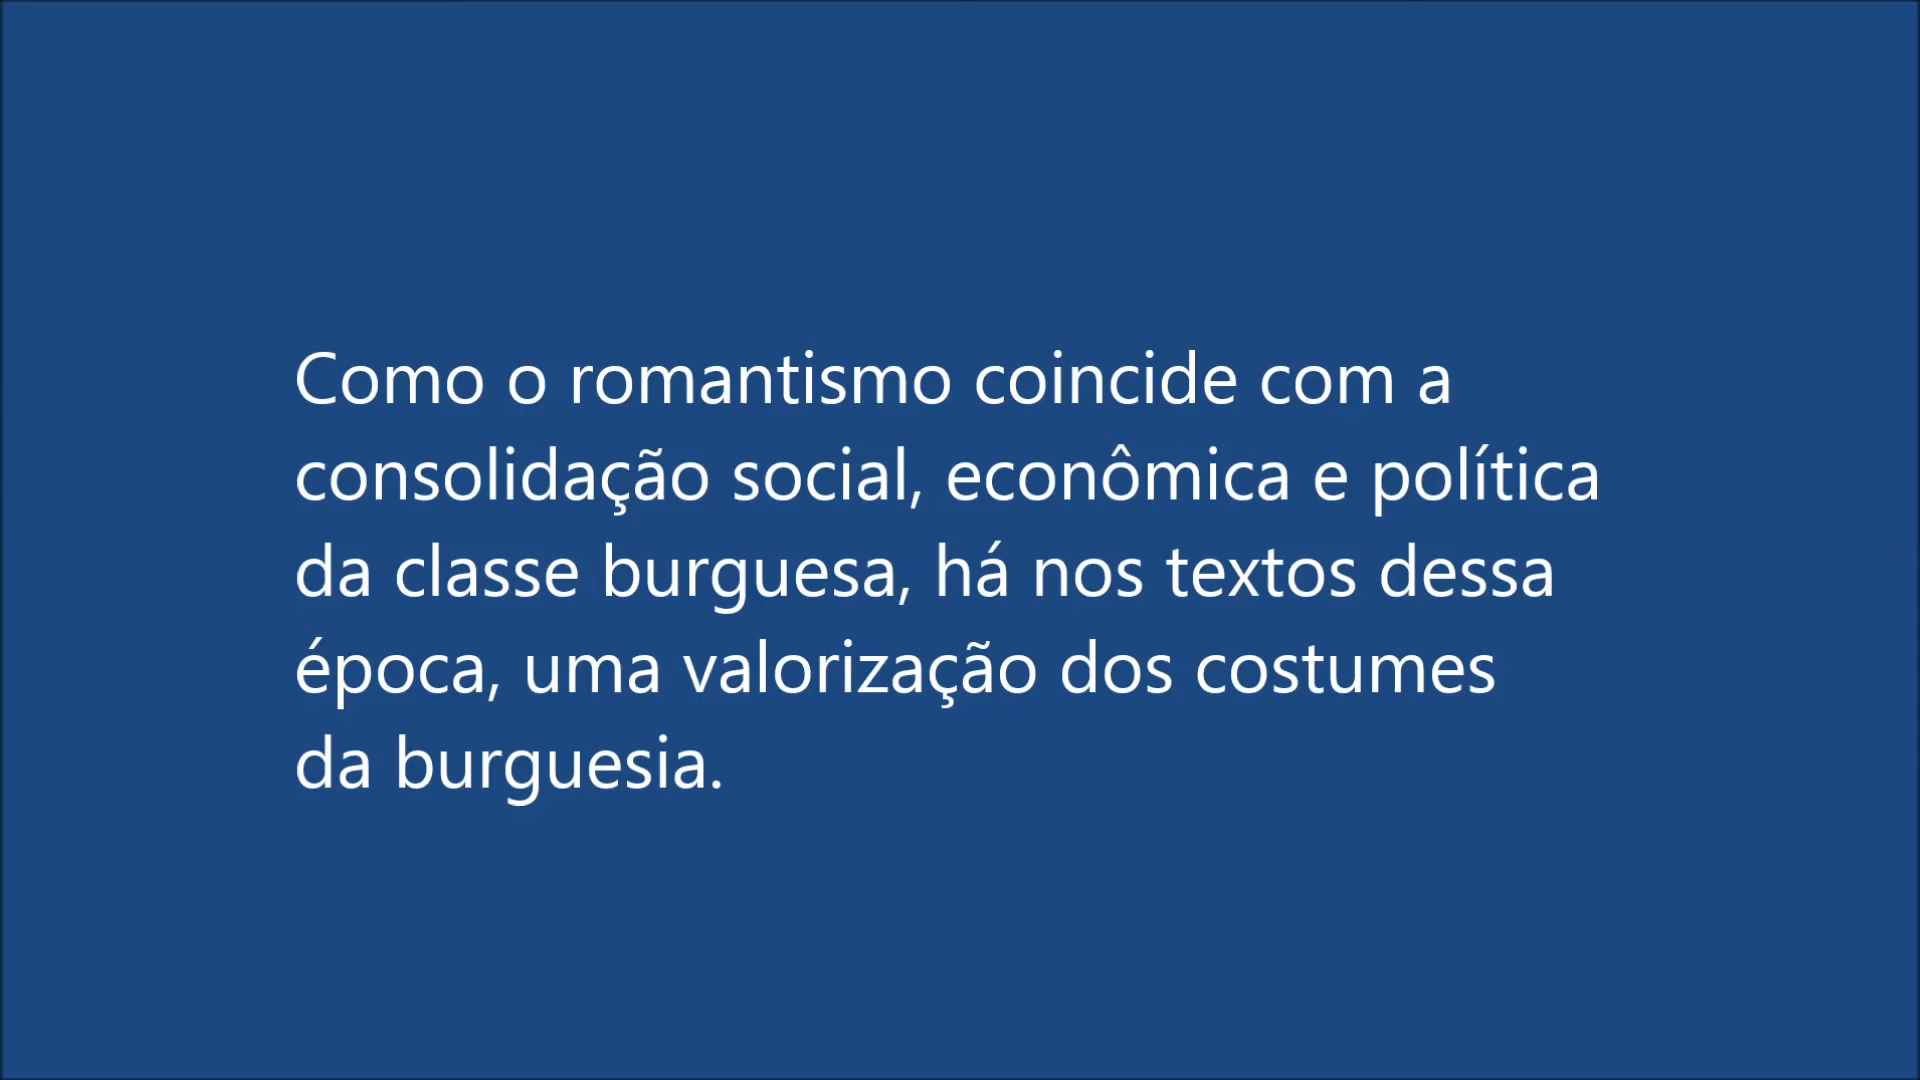 Como o romantismo coincide com a
consolidação social, econômica e política
da classe burguesa, há nos textos dessa
época, uma valorização dos costumes
da burguesia.